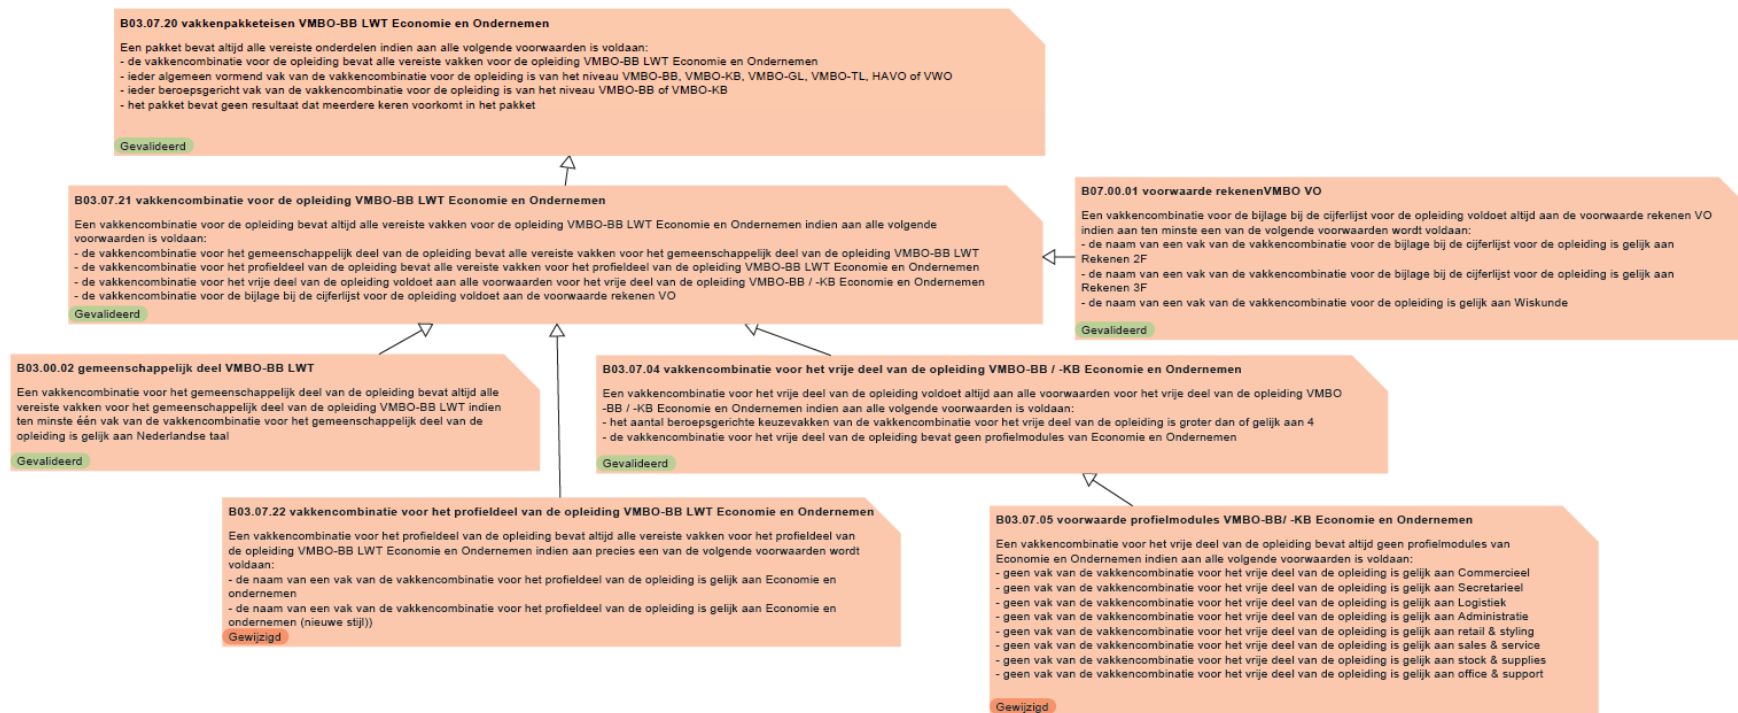 B03.07.20 vakkenpakketeisen VMBO-BB LWT Economie en Ondernemen
Een pakket bevat altijd alle vereiste onderdelen indien aan alle volgende voorwaarden is voldaan:
- de vakkencombinatie voor de opleiding bevat alle vereiste vakken voor de opleiding VMBO-BB LWT Economie en Ondernemen
- ieder algemeen vormend vak van de vakkencombinatie voor de opleiding is van het niveau VMBO-BB, VMBO-KB, VMBO-GL, VMBO-TL, HAVO of VWO
- ieder beroepsgericht vak van de vakkencombinatie voor de opleiding is van het niveau VMBO-BB of VMBO-KB
- het pakket bevat geen resultaat dat meerdere keren voorkomt in het pakket
Gevalideerd
B03.07.21 vakkencombinatie voor de opleiding VMBO-BB LWT Economie en Ondernemen
Een vakkencombinatie voor de opleiding bevat altijd alle vereiste vakken voor de opleiding VMBO-BB LWT Economie en Ondernemen indien aan alle volgende
voorwaarden is voldaan:
- de vakkencombinatie voor het gemeenschappelijk deel van de opleiding bevat alle vereiste vakken voor het gemeenschappelijk deel van de opleiding VMBO-BB LWT
- de vakkencombinatie voor het profieldeel van de opleiding bevat alle vereiste vakken voor het profieldeel van de opleiding VMBO-BB LWT Economie en Ondernemen
- de vakkencombinatie voor het vrije deel van de opleiding voldoet aan alle voorwaarden voor het vrije deel van de opleiding VMBO-BB / -KB Economie en Ondernemen
- de vakkencombinatie voor de bijlage bij de cijferlijst voor de opleiding voldoet aan de voorwaarde rekenen VO
Gevalideerd
B07.00.01 voorwaarde rekenenVMBO VO
Een vakkencombinatie voor de bijlage bij de cijferlijst voor de opleiding voldoet altijd aan de voorwaarde rekenen VO
indien aan ten minste een van de volgende voorwaarden wordt voldaan:
- de naam van een vak van de vakkencombinatie voor de bijlage bij de cijferlijst voor de opleiding is gelijk aan
Rekenen 2F
- de naam van een vak van de vakkencombinatie voor de bijlage bij de cijferlijst voor de opleiding is gelijk aan
Rekenen 3F
- de naam van een vak van de vakkencombinatie voor de opleiding is gelijk aan Wiskunde
Gevalideerd
B03.00.02 gemeenschappelijk deel VMBO-BB LWT
Een vakkencombinatie voor het gemeenschappelijk deel van de opleiding bevat altijd alle
vereiste vakken voor het gemeenschappelijk deel van de opleiding VMBO-BB LWT indien
ten minste één vak van de vakkencombinatie voor het gemeenschappelijk deel van de
opleiding is gelijk aan Nederlandse taal
Gevalideerd
B03.07.04 vakkencombinatie voor het vrije deel van de opleiding VMBO-BB / -KB Economie en Ondernemen
Een vakkencombinatie voor het vrije deel van de opleiding voldoet altijd aan alle voorwaarden voor het vrije deel van de opleiding VMBO
-BB / -KB Economie en Ondernemen indien aan alle volgende voorwaarden is voldaan:
- het aantal beroepsgerichte keuzevakken van de vakkencombinatie voor het vrije deel van de opleiding is groter dan of gelijk aan 4
- de vakkencombinatie voor het vrije deel van de opleiding bevat geen profielmodules van Economie en Ondernemen
Gevalideerd
B03.07.22 vakkencombinatie voor het profieldeel van de opleiding VMBO-BB LWT Economie en Ondernemen
Een vakkencombinatie voor het profieldeel van de opleiding bevat altijd alle vereiste vakken voor het profieldeel van
de opleiding VMBO-BB LWT Economie en Ondernemen indien aan precies een van de volgende voorwaarden wordt
voldaan:
- de naam van een vak van de vakkencombinatie voor het profieldeel van de opleiding is gelijk aan Economie en
ondernemen
- de naam van een vak van de vakkencombinatie voor het profieldeel van de opleiding is gelijk aan Economie en
ondernemen (nieuwe stijl))
Gewijzigd
B03.07.05 voorwaarde profielmodules VMBO-BB/ -KB Economie en Ondernemen
Een vakkencombinatie voor het vrije deel van de opleiding bevat altijd geen profielmodules van
Economie en Ondernemen indien aan alle volgende voorwaarden is voldaan:
- geen vak van de vakkencombinatie voor het vrije deel van de opleiding is gelijk aan Commercieel
- geen vak van de vakkencombinatie voor het vrije deel van de opleiding is gelijk aan Secretarieel
- geen vak van de vakkencombinatie voor het vrije deel van de opleiding is gelijk aan Logistiek
- geen vak van de vakkencombinatie voor het vrije deel van de opleiding is gelijk aan Administratie
- geen vak van de vakkencombinatie voor het vrije deel van de opleiding is gelijk aan retail & styling
- geen vak van de vakkencombinatie voor het vrije deel van de opleiding is gelijk aan sales & service
- geen vak van de vakkencombinatie voor het vrije deel van de opleiding is gelijk aan stock & supplies
- geen vak van de vakkencombinatie voor het vrije deel van de opleiding is gelijk aan office & support
Gewijzigd